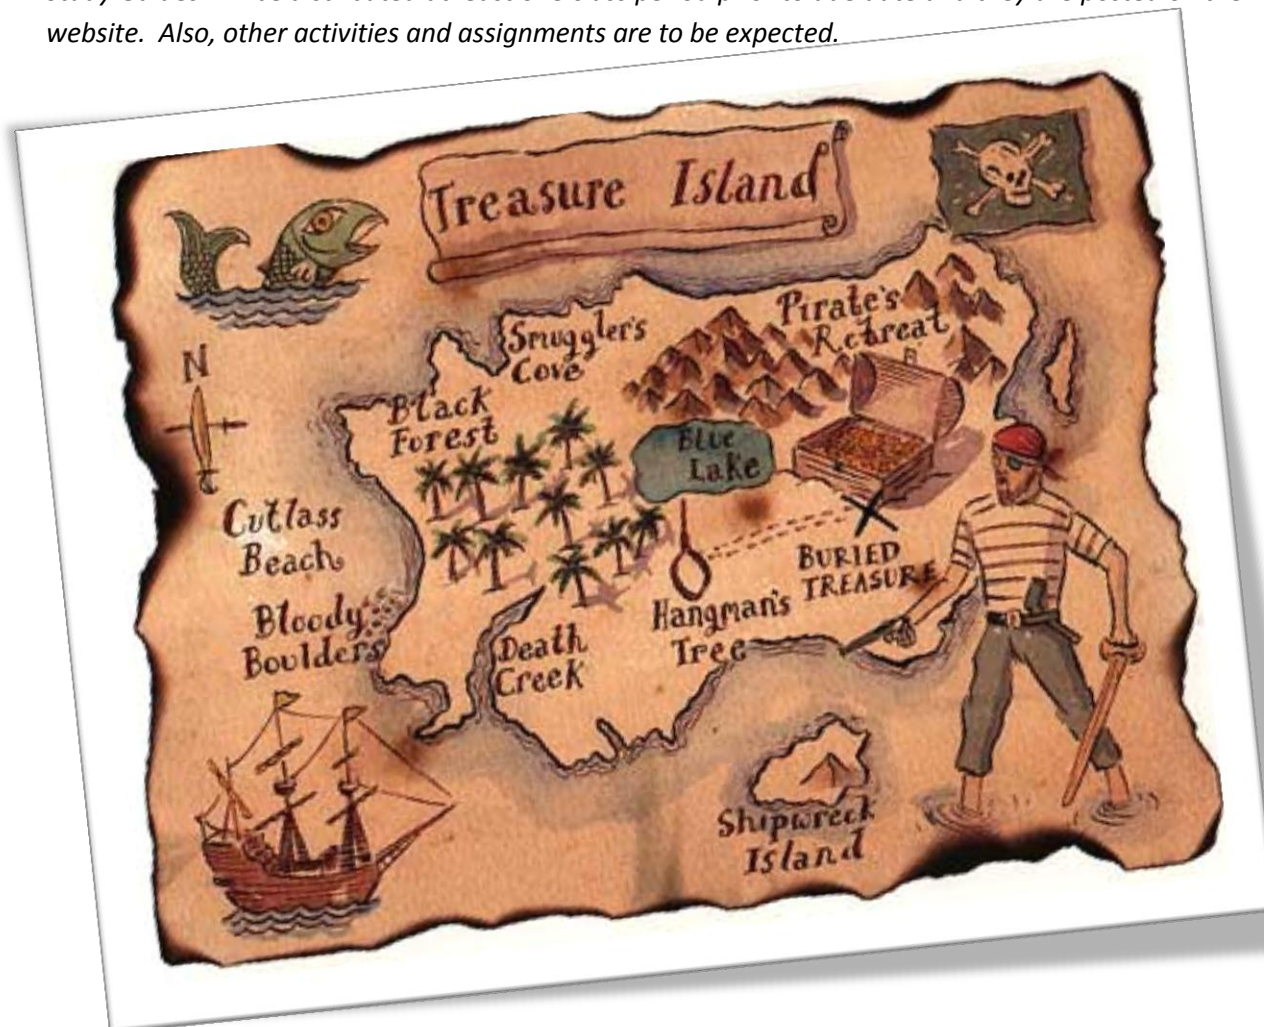 website.  Also, other activities and assignments are to be expected.
Treasure Island
N
Smuggler's
Cove
Pirate's
Retreat
Black
Forest
Blue
Lake
Cutlass
Beach
BURIED
TREASURE
Bloody
Boulders
Hangman's
Tree
Death
Creek
Shipwreck
Island